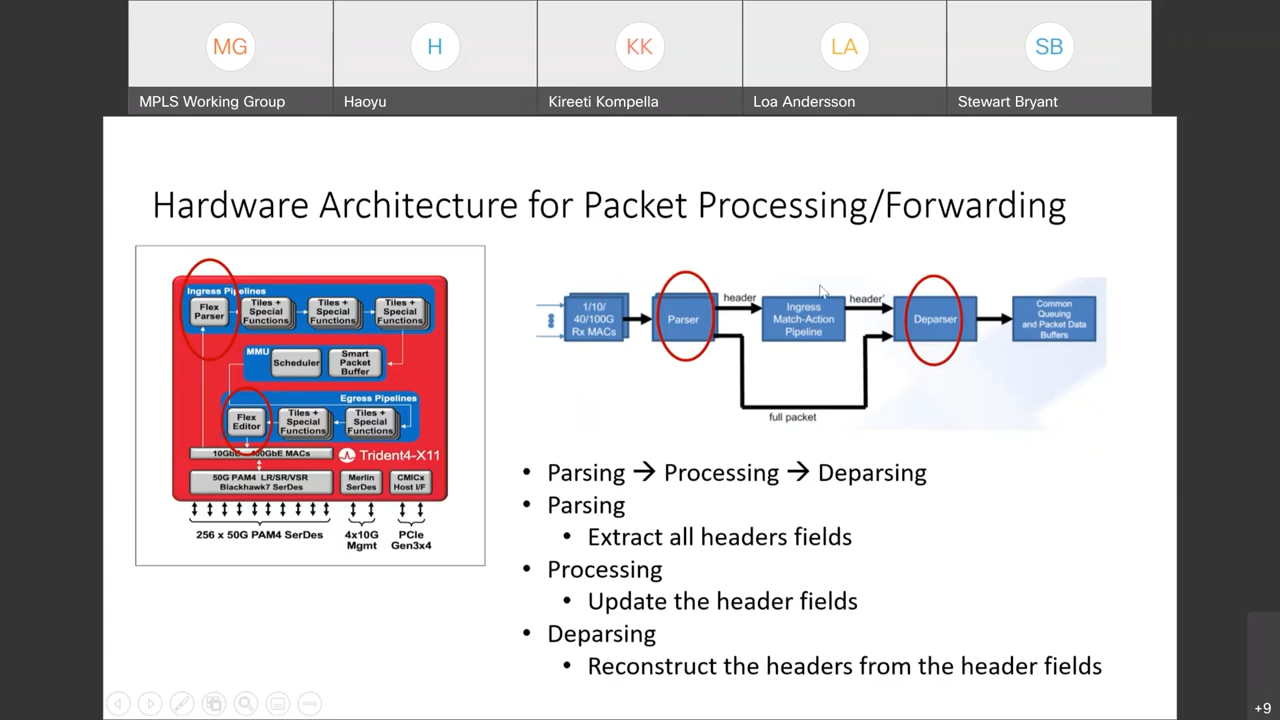 MG
H
KK
LA
SB
MPLS Working Group
Haoyu
Kireeti Kompella
Loa Andersson
Stewart Bryant
Hardware Architecture for Packet Processing/Forwarding
Ingress Pipelines
Flex
Parser
Tiles +
Special
Functions
Tiles +
Special
Functions
Tiles +
Special
Functions
MMU
Scheduler
Smart
Packet
Buffer
Egress Pipelines
Flex
Editor
Tiles +
Special
Functions
Tiles +
Special
Functions
10GbE – 400GbE MACs
Trident4-X11
50G PAM4 LR/SR/VSR
Blackhawk7 SerDes
Merlin
SerDes
CMICx
Host I/F
256 x 50G PAM4 SerDes
4x10G
Mgmt
PCIe
Gen3x4
1/10/
40/100G
Rx MACs
Parser
header
Ingress
Match-Action
Pipeline
header'
Deparser
Common
Queuing
and Packet Data
Buffers
full packet
• Parsing → Processing → Deparsing
• Parsing
• Extract all headers fields
• Processing
• Update the header fields
• Deparsing
• Reconstruct the headers from the header fields
+9